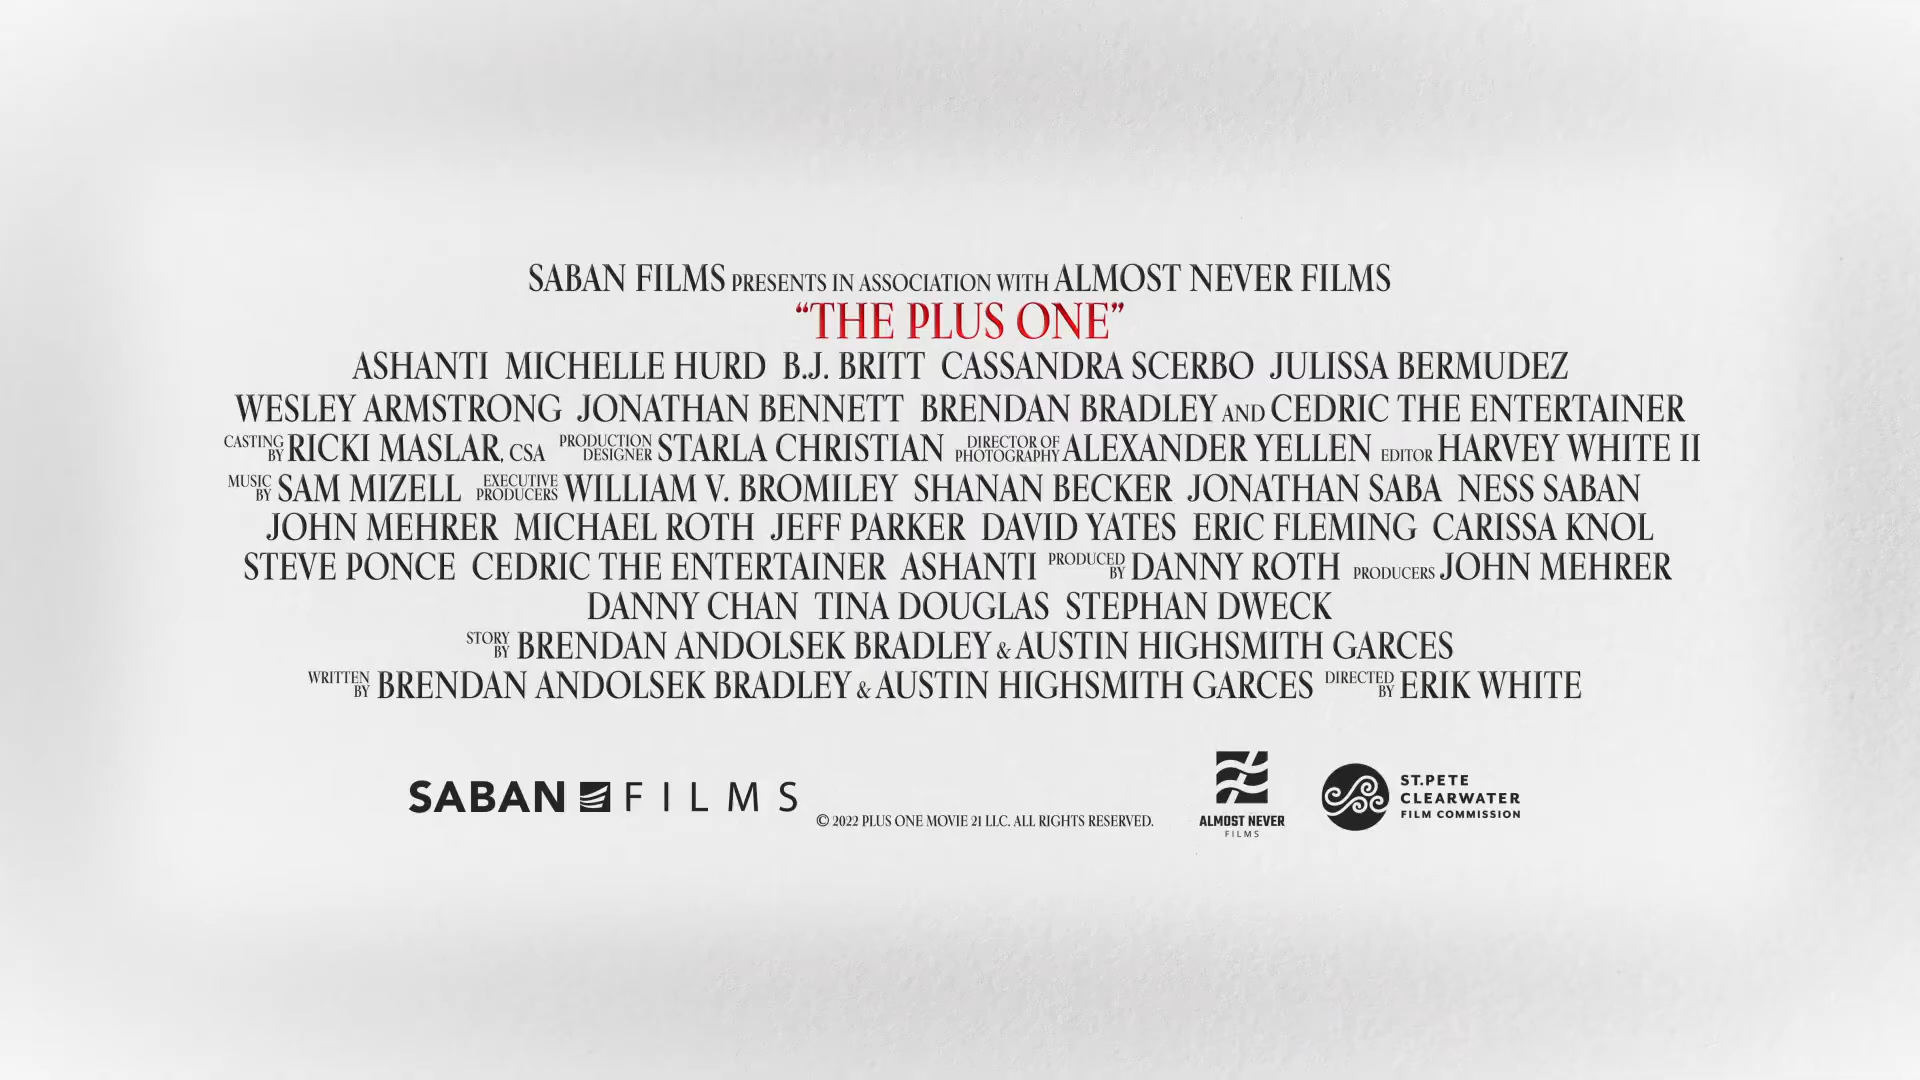 SABAN FILMS PRESENTS IN ASSOCIATION WITH ALMOST NEVER FILMS
“THE PLUS ONE”
ASHANTI MICHELLE HURD B.J. BRITT CASSANDRA SCERBO JULISSA BERMUDEZ
WESLEY ARMSTRONG JONATHAN BENNETT BRENDAN BRADLEY AND CEDRIC THE ENTERTAINER
CASTING BY RICKI MASLAR, CSA PRODUCTION DESIGNER STARLA CHRISTIAN DIRECTOR OF PHOTOGRAPHY ALEXANDER YELLEN EDITOR HARVEY WHITE II
MUSIC BY SAM MIZELL EXECUTIVE PRODUCERS WILLIAM V. BROMILEY SHANAN BECKER JONATHAN SABA NESS SABAN
JOHN MEHRER MICHAEL ROTH JEFF PARKER DAVID YATES ERIC FLEMING CARISSA KNOL
STEVE PONCE CEDRIC THE ENTERTAINER ASHANTI PRODUCED BY DANNY ROTH PRODUCERS JOHN MEHRER
DANNY CHAN TINA DOUGLAS STEPHAN DWECK
STORY BY BRENDAN ANDOLSEK BRADLEY & AUSTIN HIGHSMITH GARCES
WRITTEN BY BRENDAN ANDOLSEK BRADLEY & AUSTIN HIGHSMITH GARCES DIRECTED BY ERIK WHITE
SABAN FILMS
© 2022 PLUS ONE MOVIE 21 LLC. ALL RIGHTS RESERVED.
ALMOST NEVER
FILMS
ST.PETE
CLEARWATER
FILM COMMISSION